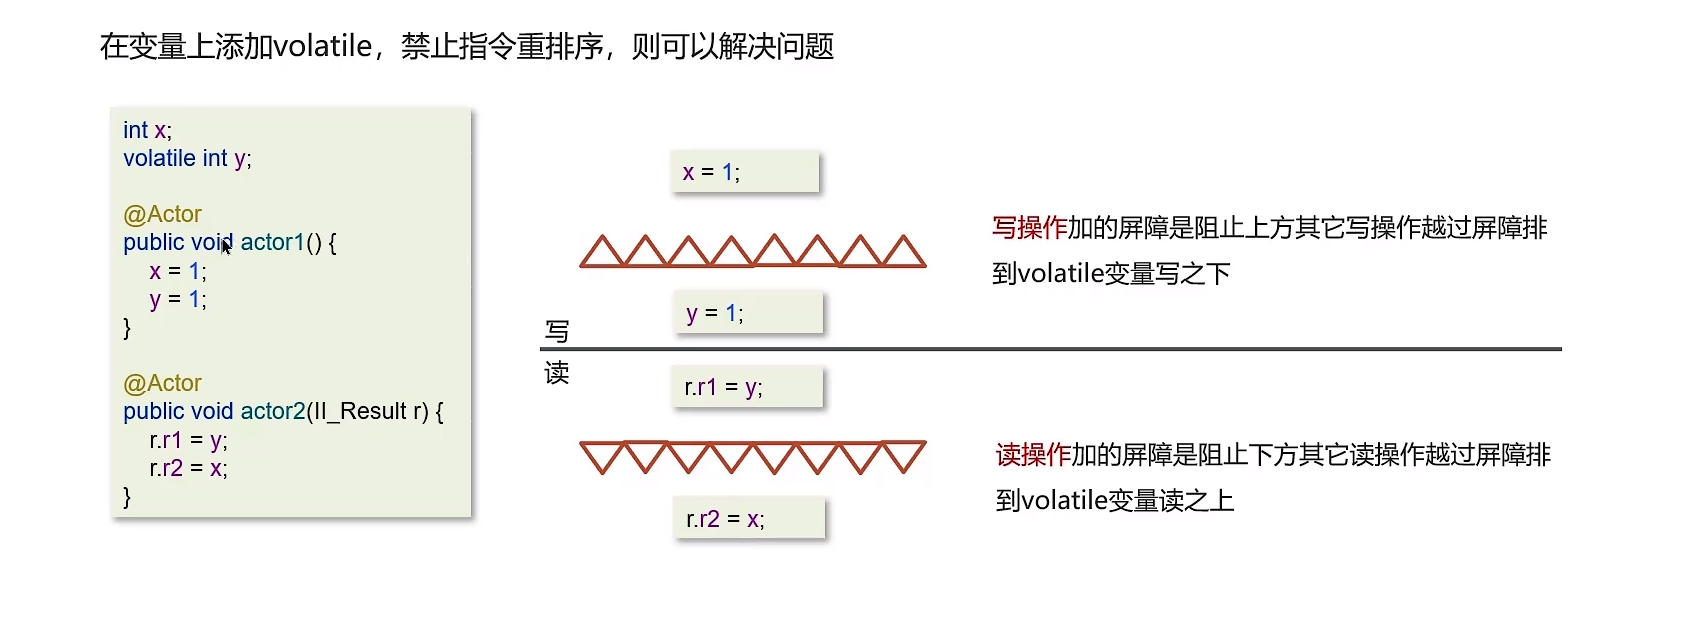 在变量上添加volatile，禁止指令重排序，则可以解决问题
int x;
volatile int y;
@Actor
public void actor1() {
x = 1;
y = 1;
}
@Actor
public void actor2(II_Result r) {
r.r1 = y;
r.r2 = x;
}
x = 1;
y = 1;
写
读
r.r1 = y;
r.r2 = x;
写操作加的屏障是阻止上方其它写操作越过屏障排
到volatile变量写之下
读操作加的屏障是阻止下方其它读操作越过屏障排
到volatile变量读之上